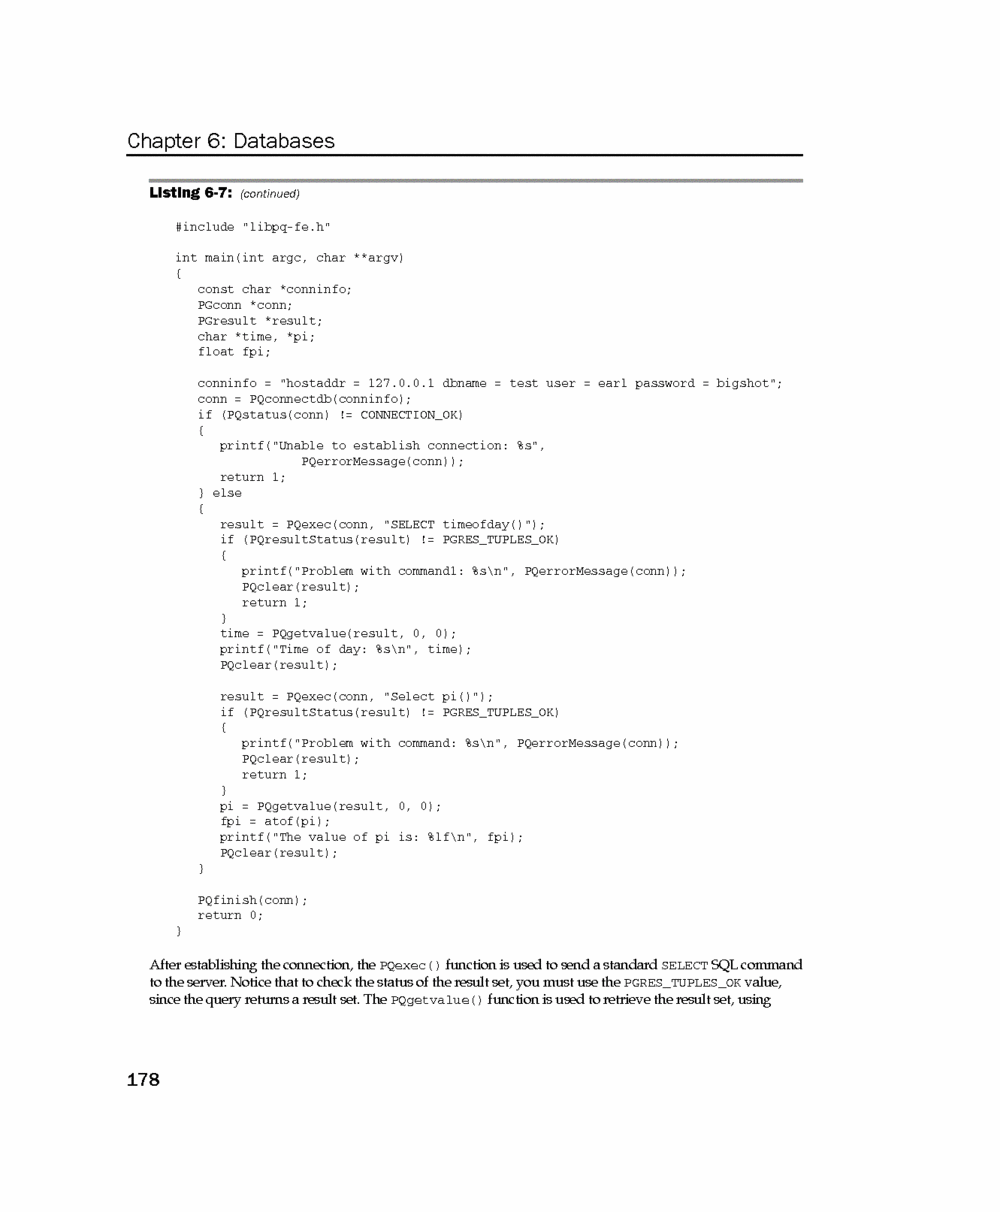 Chapter 6: Databases
Listing 6-7: (continued)
#include "libpq-fe.h"
int main(int argc, char **argv)
{
const char *conninfo;
PGconn *conn;
PGresult *result;
char *time, *pi;
float fpi;
conninfo = "hostaddr = 127.0.0.1 dbname = test user = earl password = bigshot";
conn = PQconnectdb(conninfo);
if (PQstatus(conn) != CONNECTION_OK)
{
printf("Unable to establish connection: %s",
PQerrorMessage(conn));
return 1;
} else
{
result = PQexec(conn, "SELECT timeofday()");
if (PQresultStatus(result) != PGRES_TUPLES_OK)
{
printf("Problem with command1: %s\n", PQerrorMessage(conn));
PQclear(result);
return 1;
}
time = PQgetvalue(result, 0, 0);
printf("Time of day: %s\n", time);
PQclear(result);
result = PQexec(conn, "Select pi()");
if (PQresultStatus(result) != PGRES_TUPLES_OK)
{
printf("Problem with command: %s\n", PQerrorMessage(conn));
PQclear(result);
return 1;
}
pi = PQgetvalue(result, 0, 0);
fpi = atof(pi);
printf("The value of pi is: %lf\n", fpi);
PQclear(result);
}
PQfinish(conn);
return 0;
}
After establishing the connection, the PQexec() function is used to send a standard SELECT SQL command
to the server. Notice that to check the status of the result set, you must use the PGRES_TUPLES_OK value,
since the query returns a result set. The PQgetvalue() function is used to retrieve the result set, using
178